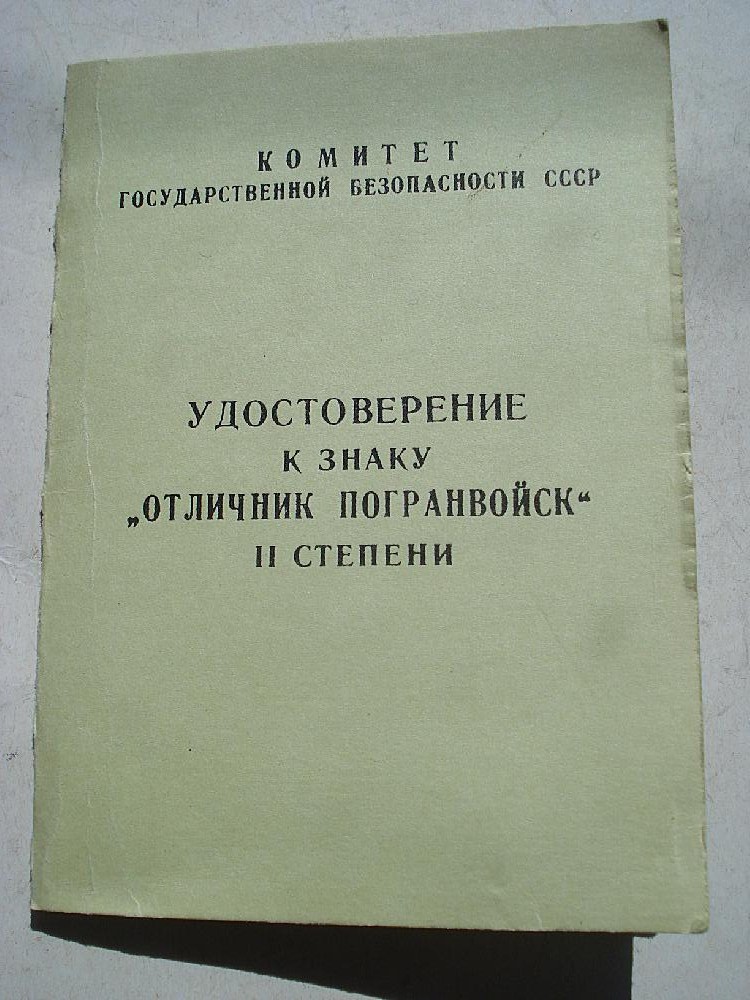 КОМИТЕТ
ГОСУДАРСТВЕННОЙ БЕЗОПАСНОСТИ СССР
УДОСТОВЕРЕНИЕ
К ЗНАКУ
„ОТЛИЧНИК ПОГРАНВОЙСК“
II СТЕПЕНИ